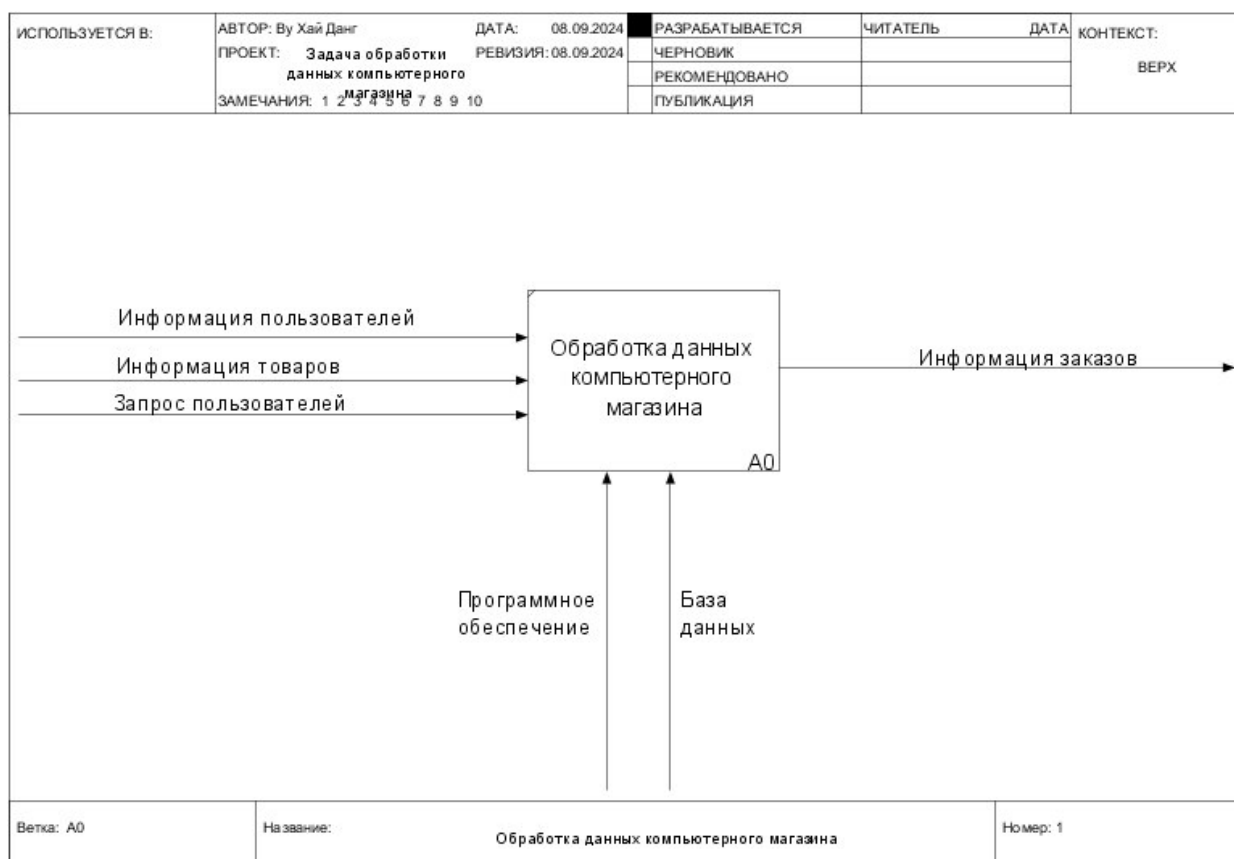 ИСПОЛЬЗУЕТСЯ В:
АВТОР: Ву Хай Данг
ДАТА: 08.09.2024
ПРОЕКТ: Задача обработки
данных компьютерного
магазина
РЕВИЗИЯ: 08.09.2024
ЗАМЕЧАНИЯ: 1 2 3 4 5 6 7 8 9 10
РАЗРАБАТЫВАЕТСЯ
ЧЕРНОВИК
РЕКОМЕНДОВАНО
ПУБЛИКАЦИЯ
ЧИТАТЕЛЬ ДАТА
КОНТЕКСТ:
ВЕРХ
Информация пользователей
Информация товаров
Запрос пользователей
Обработка данных
компьютерного
магазина
A0
Информация заказов
Программное
обеспечение
База
данных
Ветка: A0
Название:
Обработка данных компьютерного магазина
Номер: 1